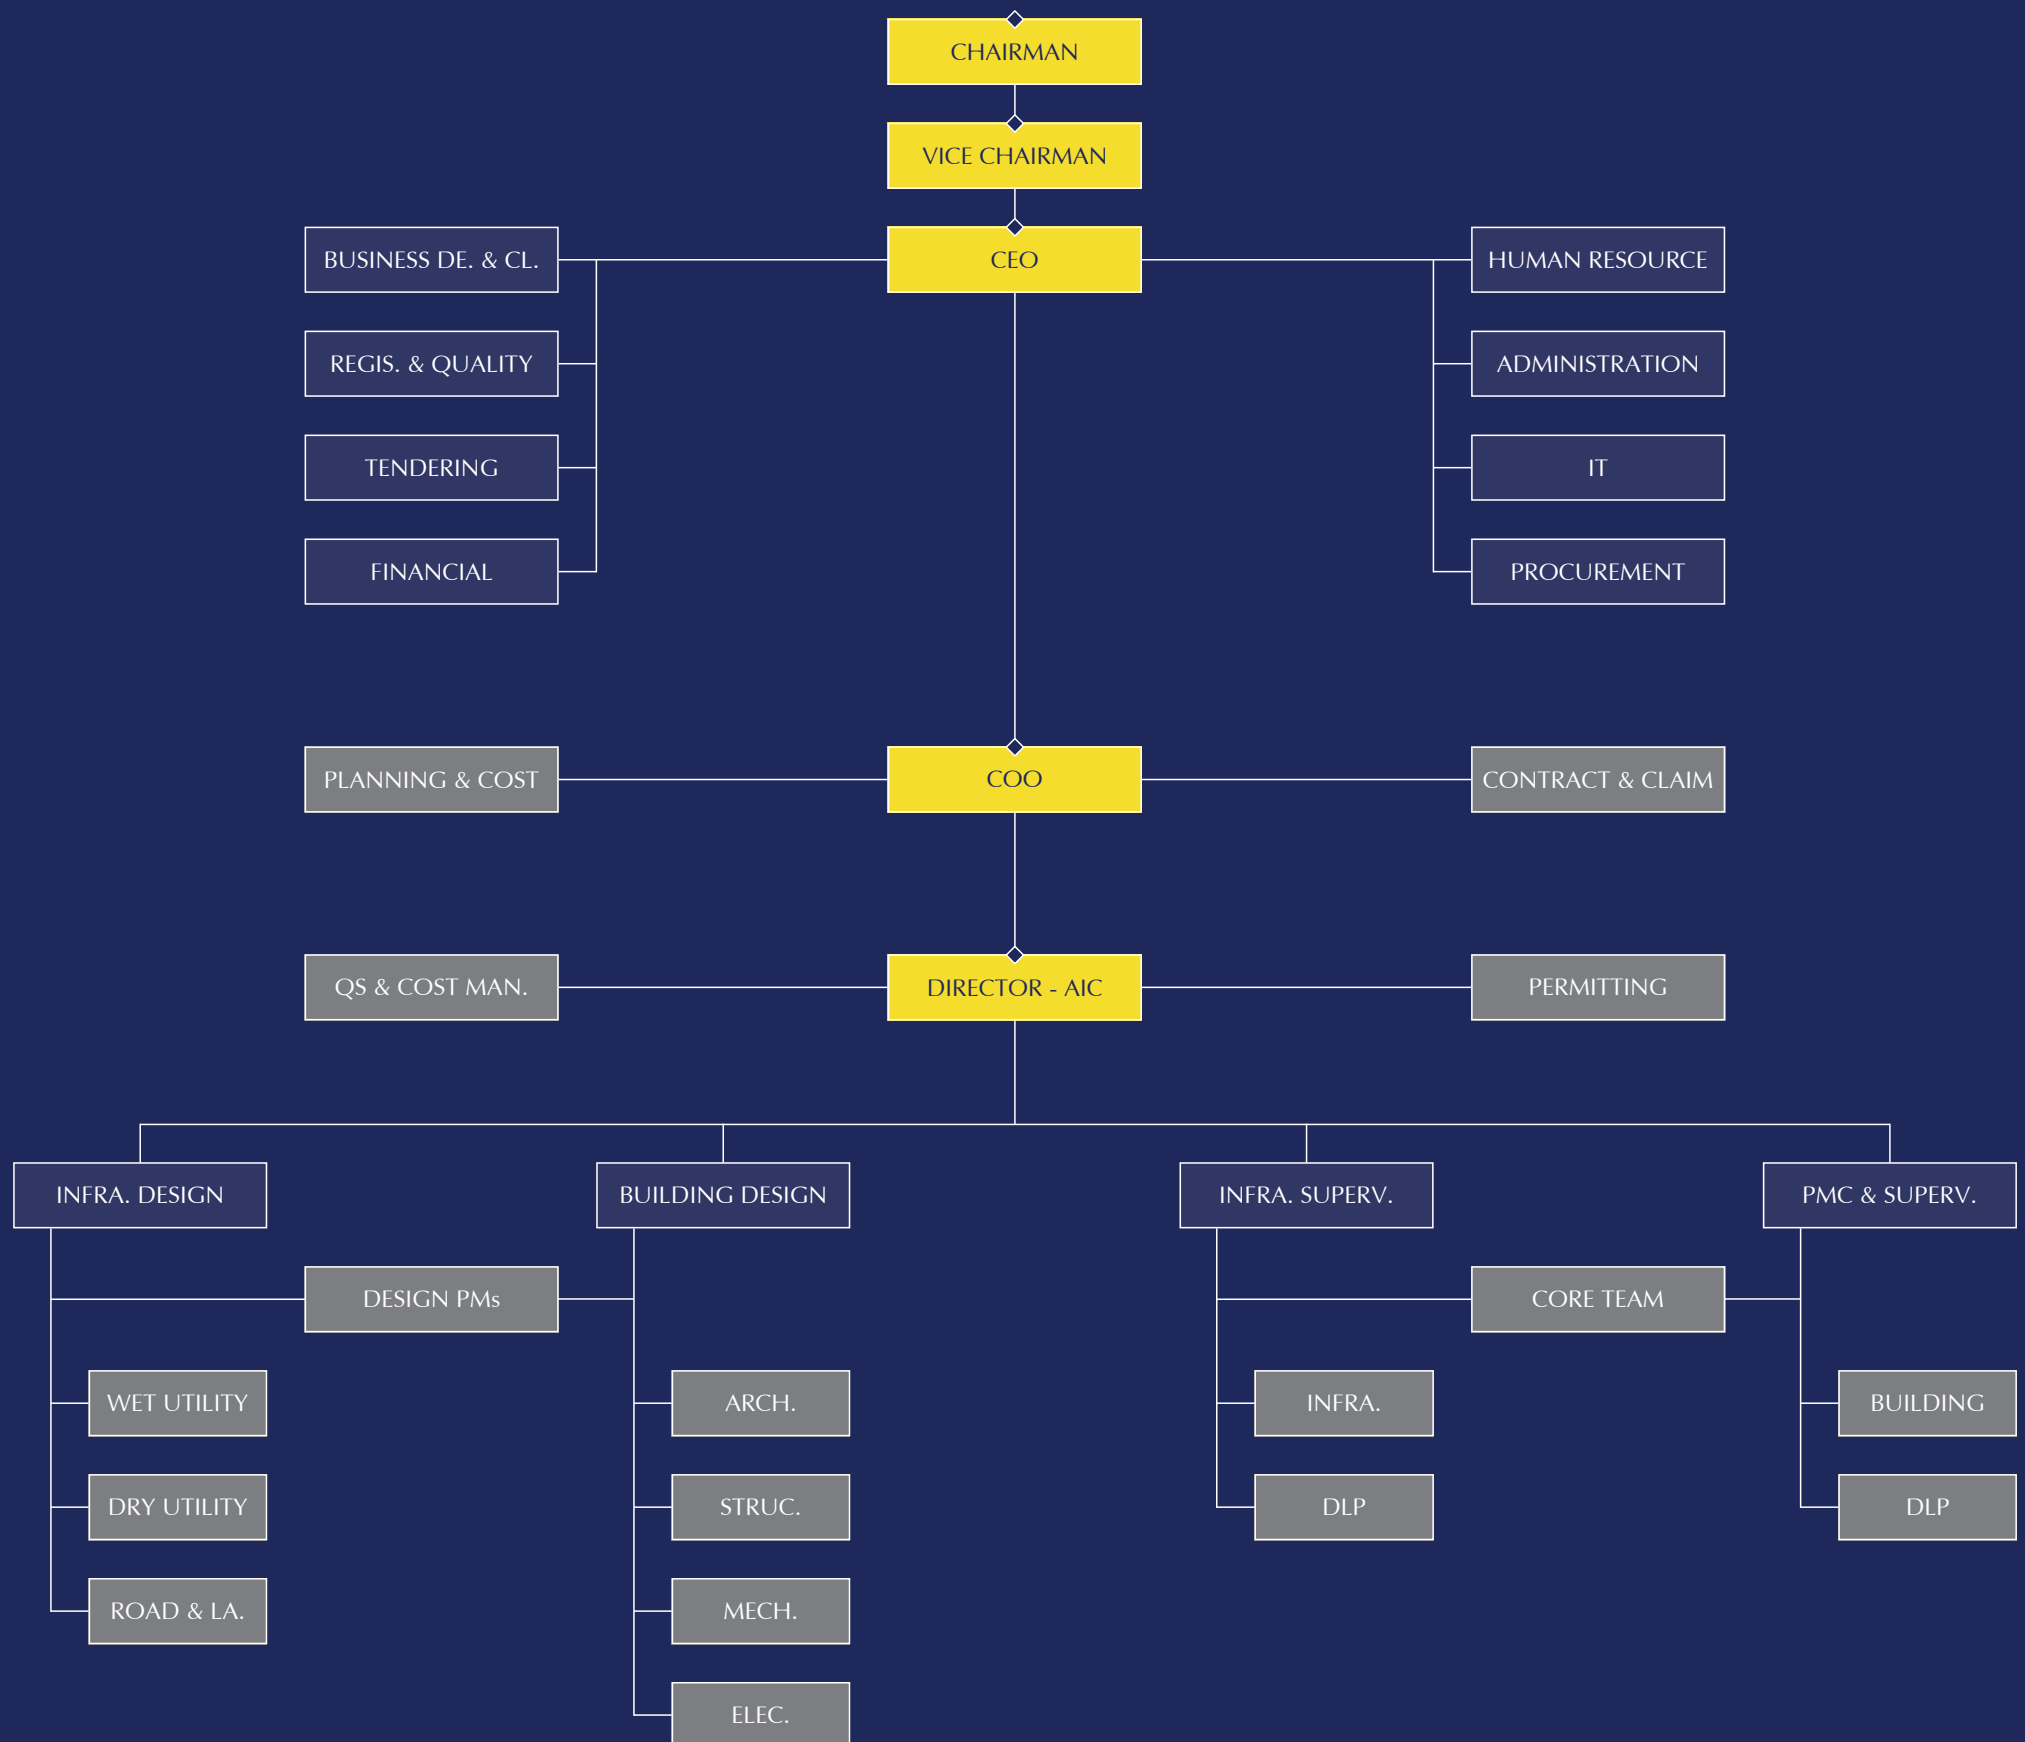 CHAIRMAN
VICE CHAIRMAN
BUSINESS DE. & CL.
CEO
HUMAN RESOURCE
REGIS. & QUALITY
ADMINISTRATION
TENDERING
IT
FINANCIAL
PROCUREMENT
PLANNING & COST
COO
CONTRACT & CLAIM
QS & COST MAN.
DIRECTOR - AIC
PERMITTING
INFRA. DESIGN
BUILDING DESIGN
INFRA. SUPERV.
PMC & SUPERV.
DESIGN PMs
CORE TEAM
WET UTILITY
ARCH.
INFRA.
BUILDING
DRY UTILITY
STRUC.
DLP
DLP
ROAD & LA.
MECH.
ELEC.